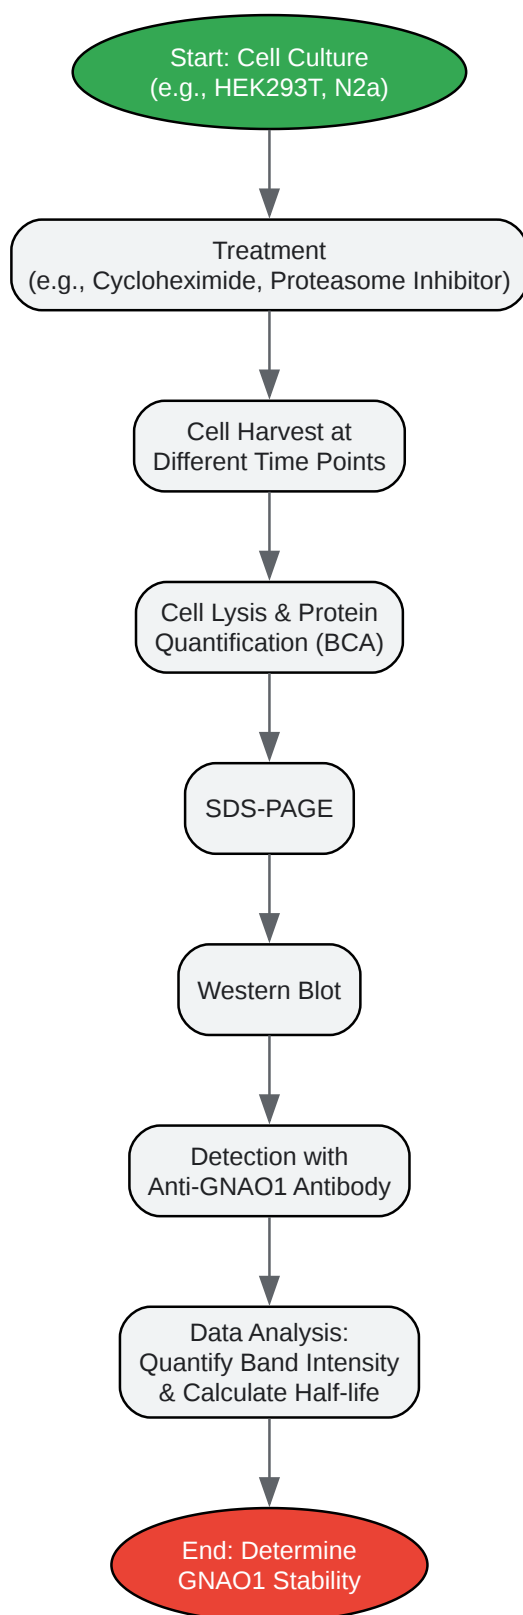 Start: Cell Culture
(e.g., HEK293T, N2a)
Treatment
(e.g., Cycloheximide, Proteasome Inhibitor)
Cell Harvest at
Different Time Points
Cell Lysis & Protein
Quantification (BCA)
SDS-PAGE
Western Blot
Detection with
Anti-GNAO1 Antibody
Data Analysis:
Quantify Band Intensity
& Calculate Half-life
End: Determine
GNAO1 Stability